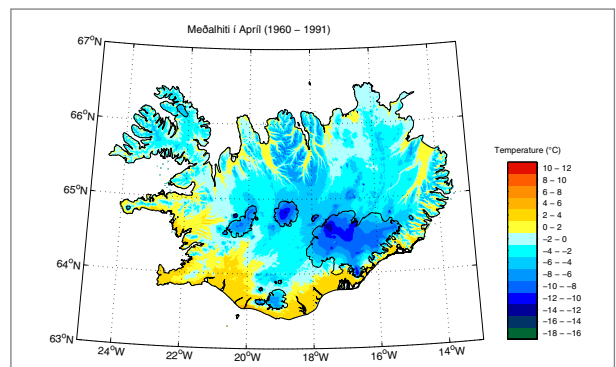 Meðalhiti í Apríl (1960 − 1991)
67°N
66°N
65°N
64°N
63°N
24°W
22°W
20°W
18°W
16°W
14°W
Temperature (°C)
10 − 12
8 − 10
6 − 8
4 − 6
2 − 4
0 − 2
−2 − 0
−4 − −2
−6 − −4
−8 − −6
−10 − −8
−12 − −10
−14 − −12
−16 − −14
−18 − −16